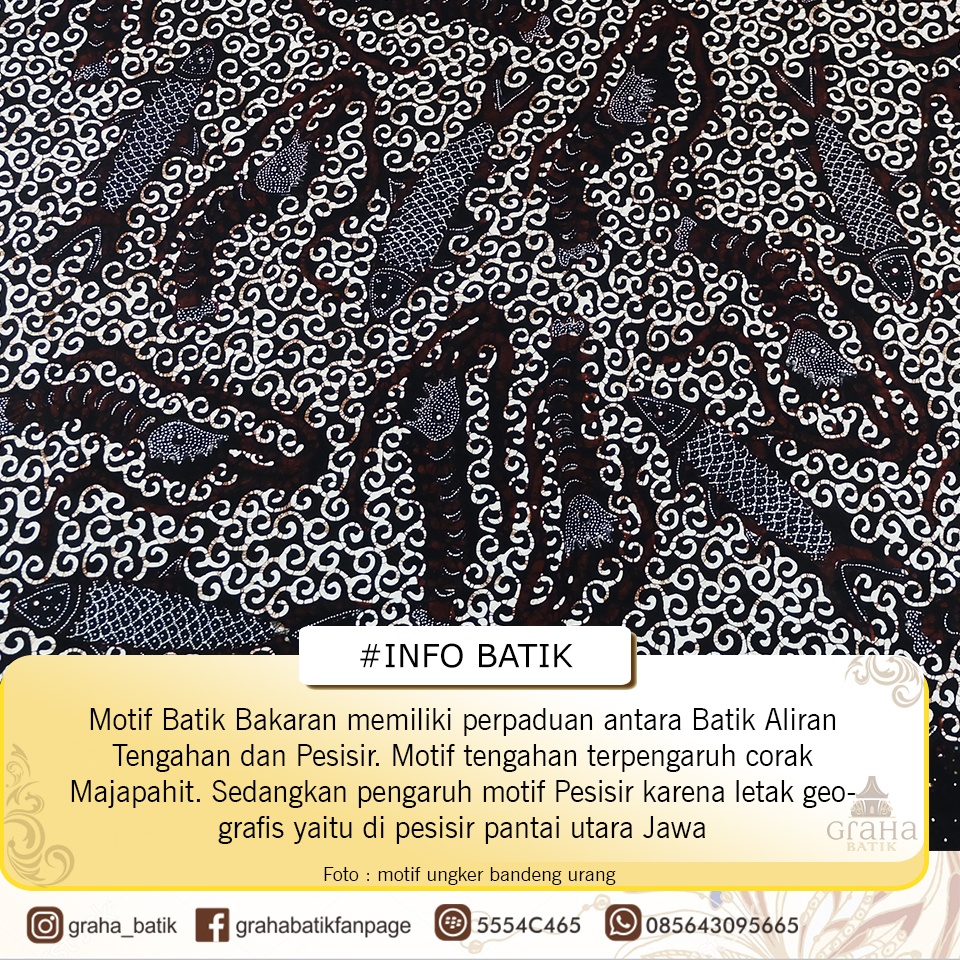 #INFO BATIK
Motif Batik Bakaran memiliki perpaduan antara Batik Aliran
Tengahan dan Pesisir. Motif tengahan terpengaruh corak
Majapahit. Sedangkan pengaruh motif Pesisir karena letak geo-
grafis yaitu di pesisir pantai utara Jawa
GRAHA
BATIK
Foto : motif ungker bandeng urang
graha_batik grahabatikfanpage 5554C465 085643095665